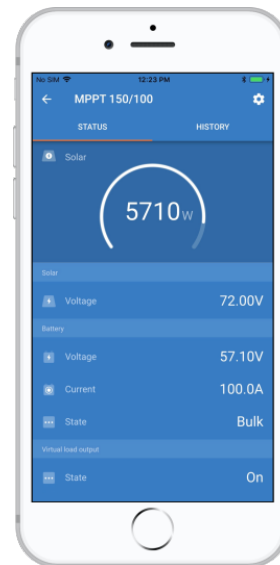 No SIM 12:23 PM
MPPT 150/100
STATUS HISTORY
Solar
5710W
Solar
Voltage 72.00V
Battery
Voltage 57.10V
Current 100.0A
State Bulk
Virtual load output
State On